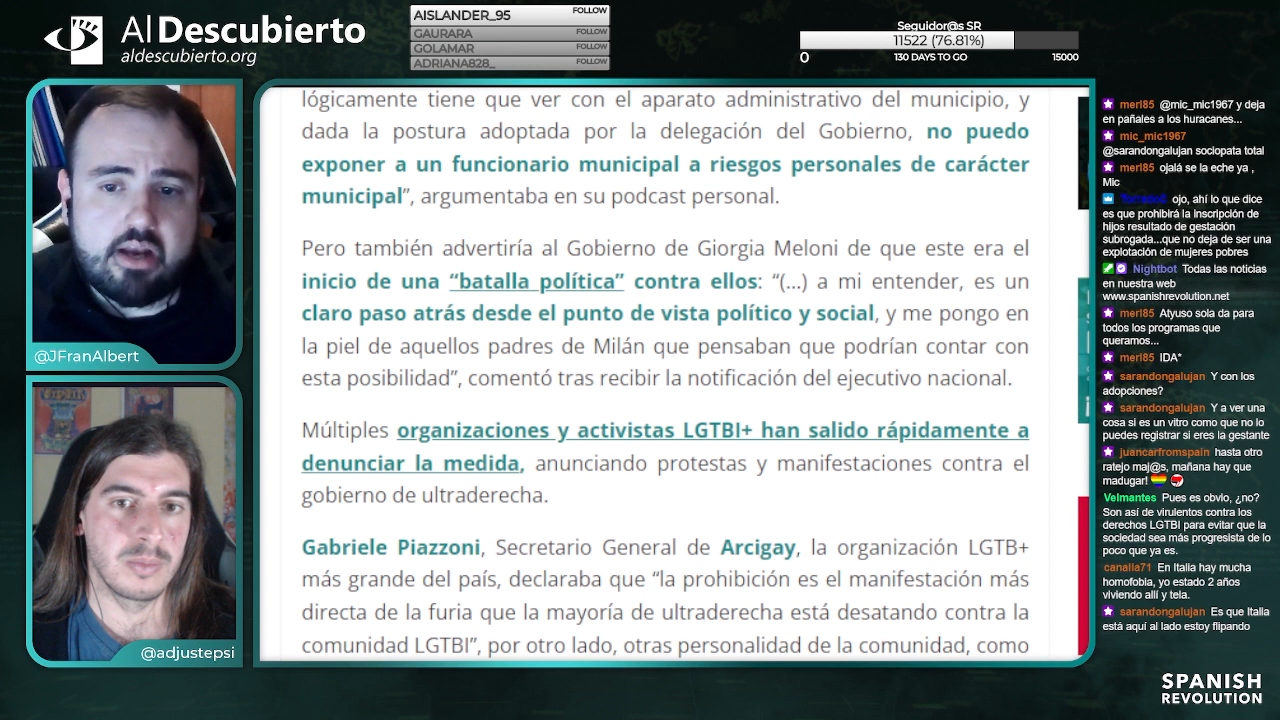 Al Descubierto
aldescubierto.org
AISLANDER_95 FOLLOW
GAURARA FOLLOW
GOLAMAR FOLLOW
ADRIANA828_ FOLLOW
Seguidor@s SR
11522 (76.81%)
0 130 DAYS TO GO 15000
@JFranAlbert
@adjustepsi
lógicamente tiene que ver con el aparato administrativo del municipio, y
dada la postura adoptada por la delegación del Gobierno, no puedo
exponer a un funcionario municipal a riesgos personales de carácter
municipal”, argumentaba en su podcast personal.
Pero también advertiría al Gobierno de Giorgia Meloni de que este era el
inicio de una “batalla política” contra ellos: “(...) a mi entender, es un
claro paso atrás desde el punto de vista político y social, y me pongo en
la piel de aquellos padres de Milán que pensaban que podrían contar con
esta posibilidad”, comentó tras recibir la notificación del ejecutivo nacional.
Múltiples organizaciones y activistas LGTBI+ han salido rápidamente a
denunciar la medida, anunciando protestas y manifestaciones contra el
gobierno de ultraderecha.
Gabriele Piazzoni, Secretario General de Arcigay, la organización LGTB+
más grande del país, declaraba que “la prohibición es el manifestación más
directa de la furia que la mayoría de ultraderecha está desatando contra la
comunidad LGTBI”, por otro lado, otras personalidad de la comunidad, como
merl85 @mic_mic1967 y deja
en pañales a los huracanes...
mic_mic1967
@sarandongalujan sociopata total
merl85 ojalá se la eche ya ,
Mic
ojo, ahí lo que dice
es que prohibirá la inscripción de
hijos resultado de gestación
subrogada...que no deja de ser una
explotación de mujeres pobres
Nightbot Todas las noticias
en nuestra web
www.spanishrevolution.net
merl85 Atyuso sola da para
todos los programas que
queramos...
merl85 IDA*
sarandongalujan Y con los
adopciones?
sarandongalujan Y a ver una
cosa si es un vitro como que no lo
puedes registrar si eres la gestante
juancarfromspain hasta otro
ratejo maj@s, mañana hay que
madugar!
Velmantes Pues es obvio, ¿no?
Son así de virulentos contra los
derechos LGTBI para evitar que la
sociedad sea más progresista de lo
poco que ya es.
canalla71 En Italia hay mucha
homofobia, yo estado 2 años
viviendo allí y tela.
sarandongalujan Es que Italia
está aquí al lado estoy flipando
SPANISH
REVOLUTION